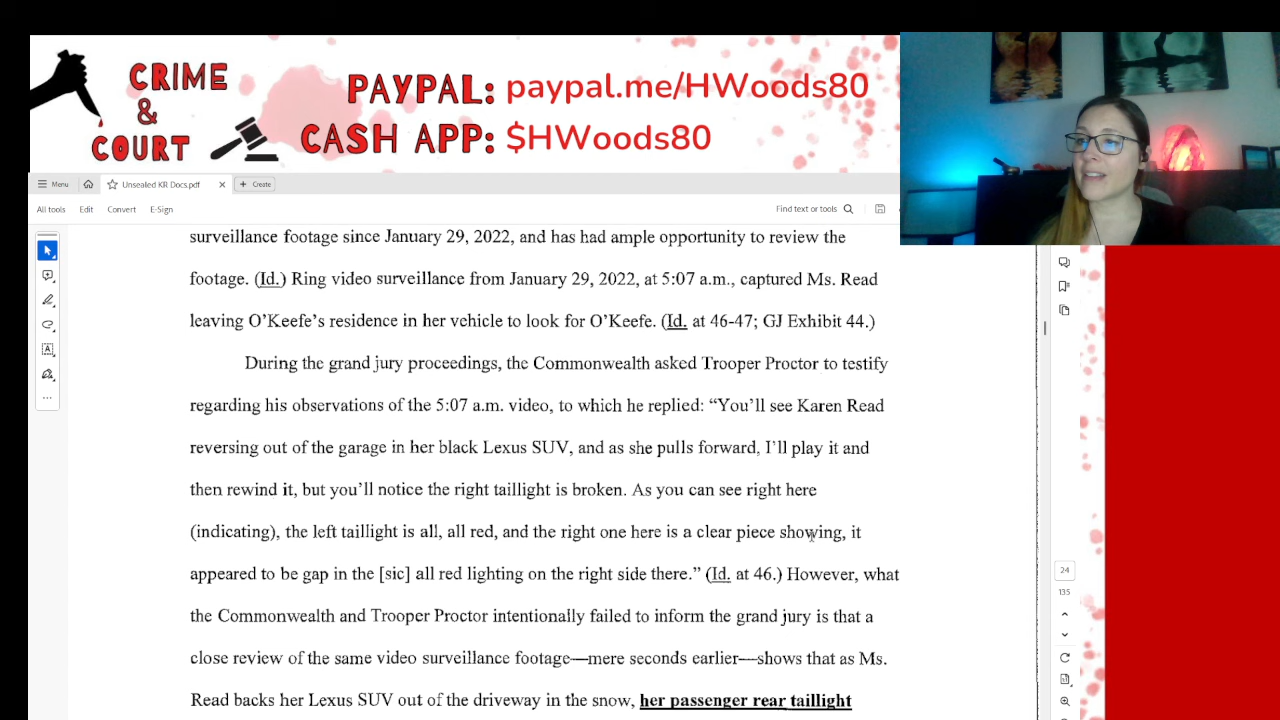 CRIME
&
COURT
PAYPAL: paypal.me/HWoods80
CASH APP: $HWoods80
Menu
Unsealed KR Docs.pdf
Create
All tools
Edit
Convert
E-Sign
Find text or tools
surveillance footage since January 29, 2022, and has had ample opportunity to review the
footage. (Id.) Ring video surveillance from January 29, 2022, at 5:07 a.m., captured Ms. Read
leaving O'Keefe's residence in her vehicle to look for O'Keefe. (Id. at 46-47; GJ Exhibit 44.)
During the grand jury proceedings, the Commonwealth asked Trooper Proctor to testify
regarding his observations of the 5:07 a.m. video, to which he replied: “You'll see Karen Read
reversing out of the garage in her black Lexus SUV, and as she pulls forward, I'll play it and
then rewind it, but you'll notice the right taillight is broken. As you can see right here
(indicating), the left taillight is all, all red, and the right one here is a clear piece showing, it
appeared to be gap in the [sic] all red lighting on the right side there.” (Id. at 46.) However, what
the Commonwealth and Trooper Proctor intentionally failed to inform the grand jury is that a
close review of the same video surveillance footage—mere seconds earlier—shows that as Ms.
Read backs her Lexus SUV out of the driveway in the snow, her passenger rear taillight
24
135